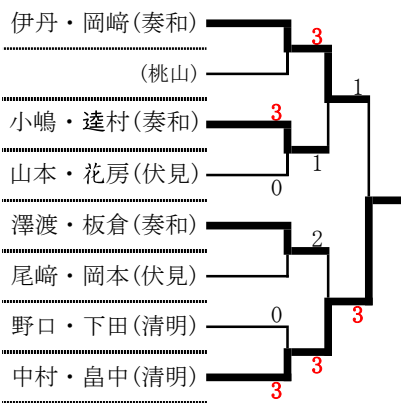 伊丹・岡﨑(奏和)
3
(桃山)
1
小嶋・逵村(奏和)
3
1
山本・花房(伏見)
0
澤渡・板倉(奏和)
2
尾﨑・岡本(伏見)
野口・下田(清明)
0
3
中村・畠中(清明)
3
3